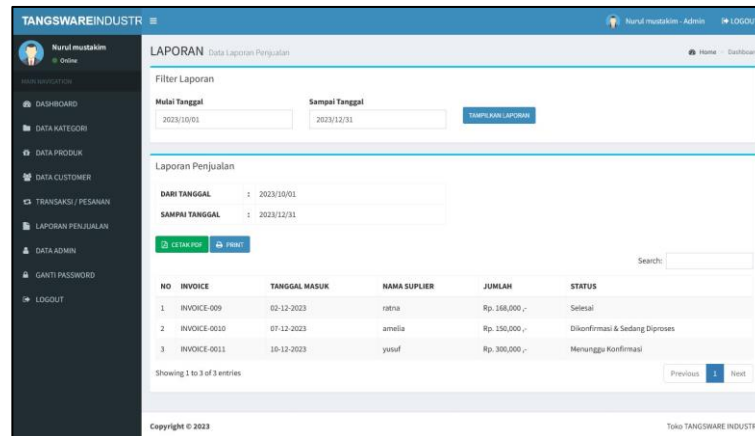 TANGSWAREINDUSTR
Nurul mustakim - Admin LOGOU
Nurul mustakim
Online
MAIN NAVIGATION
DASHBOARD
DATA KATEGORI
DATA PRODUK
DATA CUSTOMER
TRANSAKSI / PESANAN
LAPORAN PENJUALAN
DATA ADMIN
GANTI PASSWORD
LOGOUT
LAPORAN Data Laporan Penjualan
Home Dashboar
Filter Laporan
Mulai Tanggal Sampai Tanggal
2023/10/01 2023/12/31 TAMPILKAN LAPORAN
Laporan Penjualan
DARI TANGGAL : 2023/10/01
SAMPAI TANGGAL : 2023/12/31
CETAK PDF PRINT
Search:
NO INVOICE TANGGAL MASUK NAMA SUPLIER JUMLAH STATUS
1 INVOICE-009 02-12-2023 ratna Rp. 168,000 ,- Selesai
2 INVOICE-0010 07-12-2023 amelia Rp. 150,000 ,- Dikonfirmasi & Sedang Diproses
3 INVOICE-0011 10-12-2023 yusuf Rp. 300,000 ,- Menunggu Konfirmasi
Showing 1 to 3 of 3 entries
Previous 1 Next
Copyright © 2023 Toko TANGSWARE INDUSTR